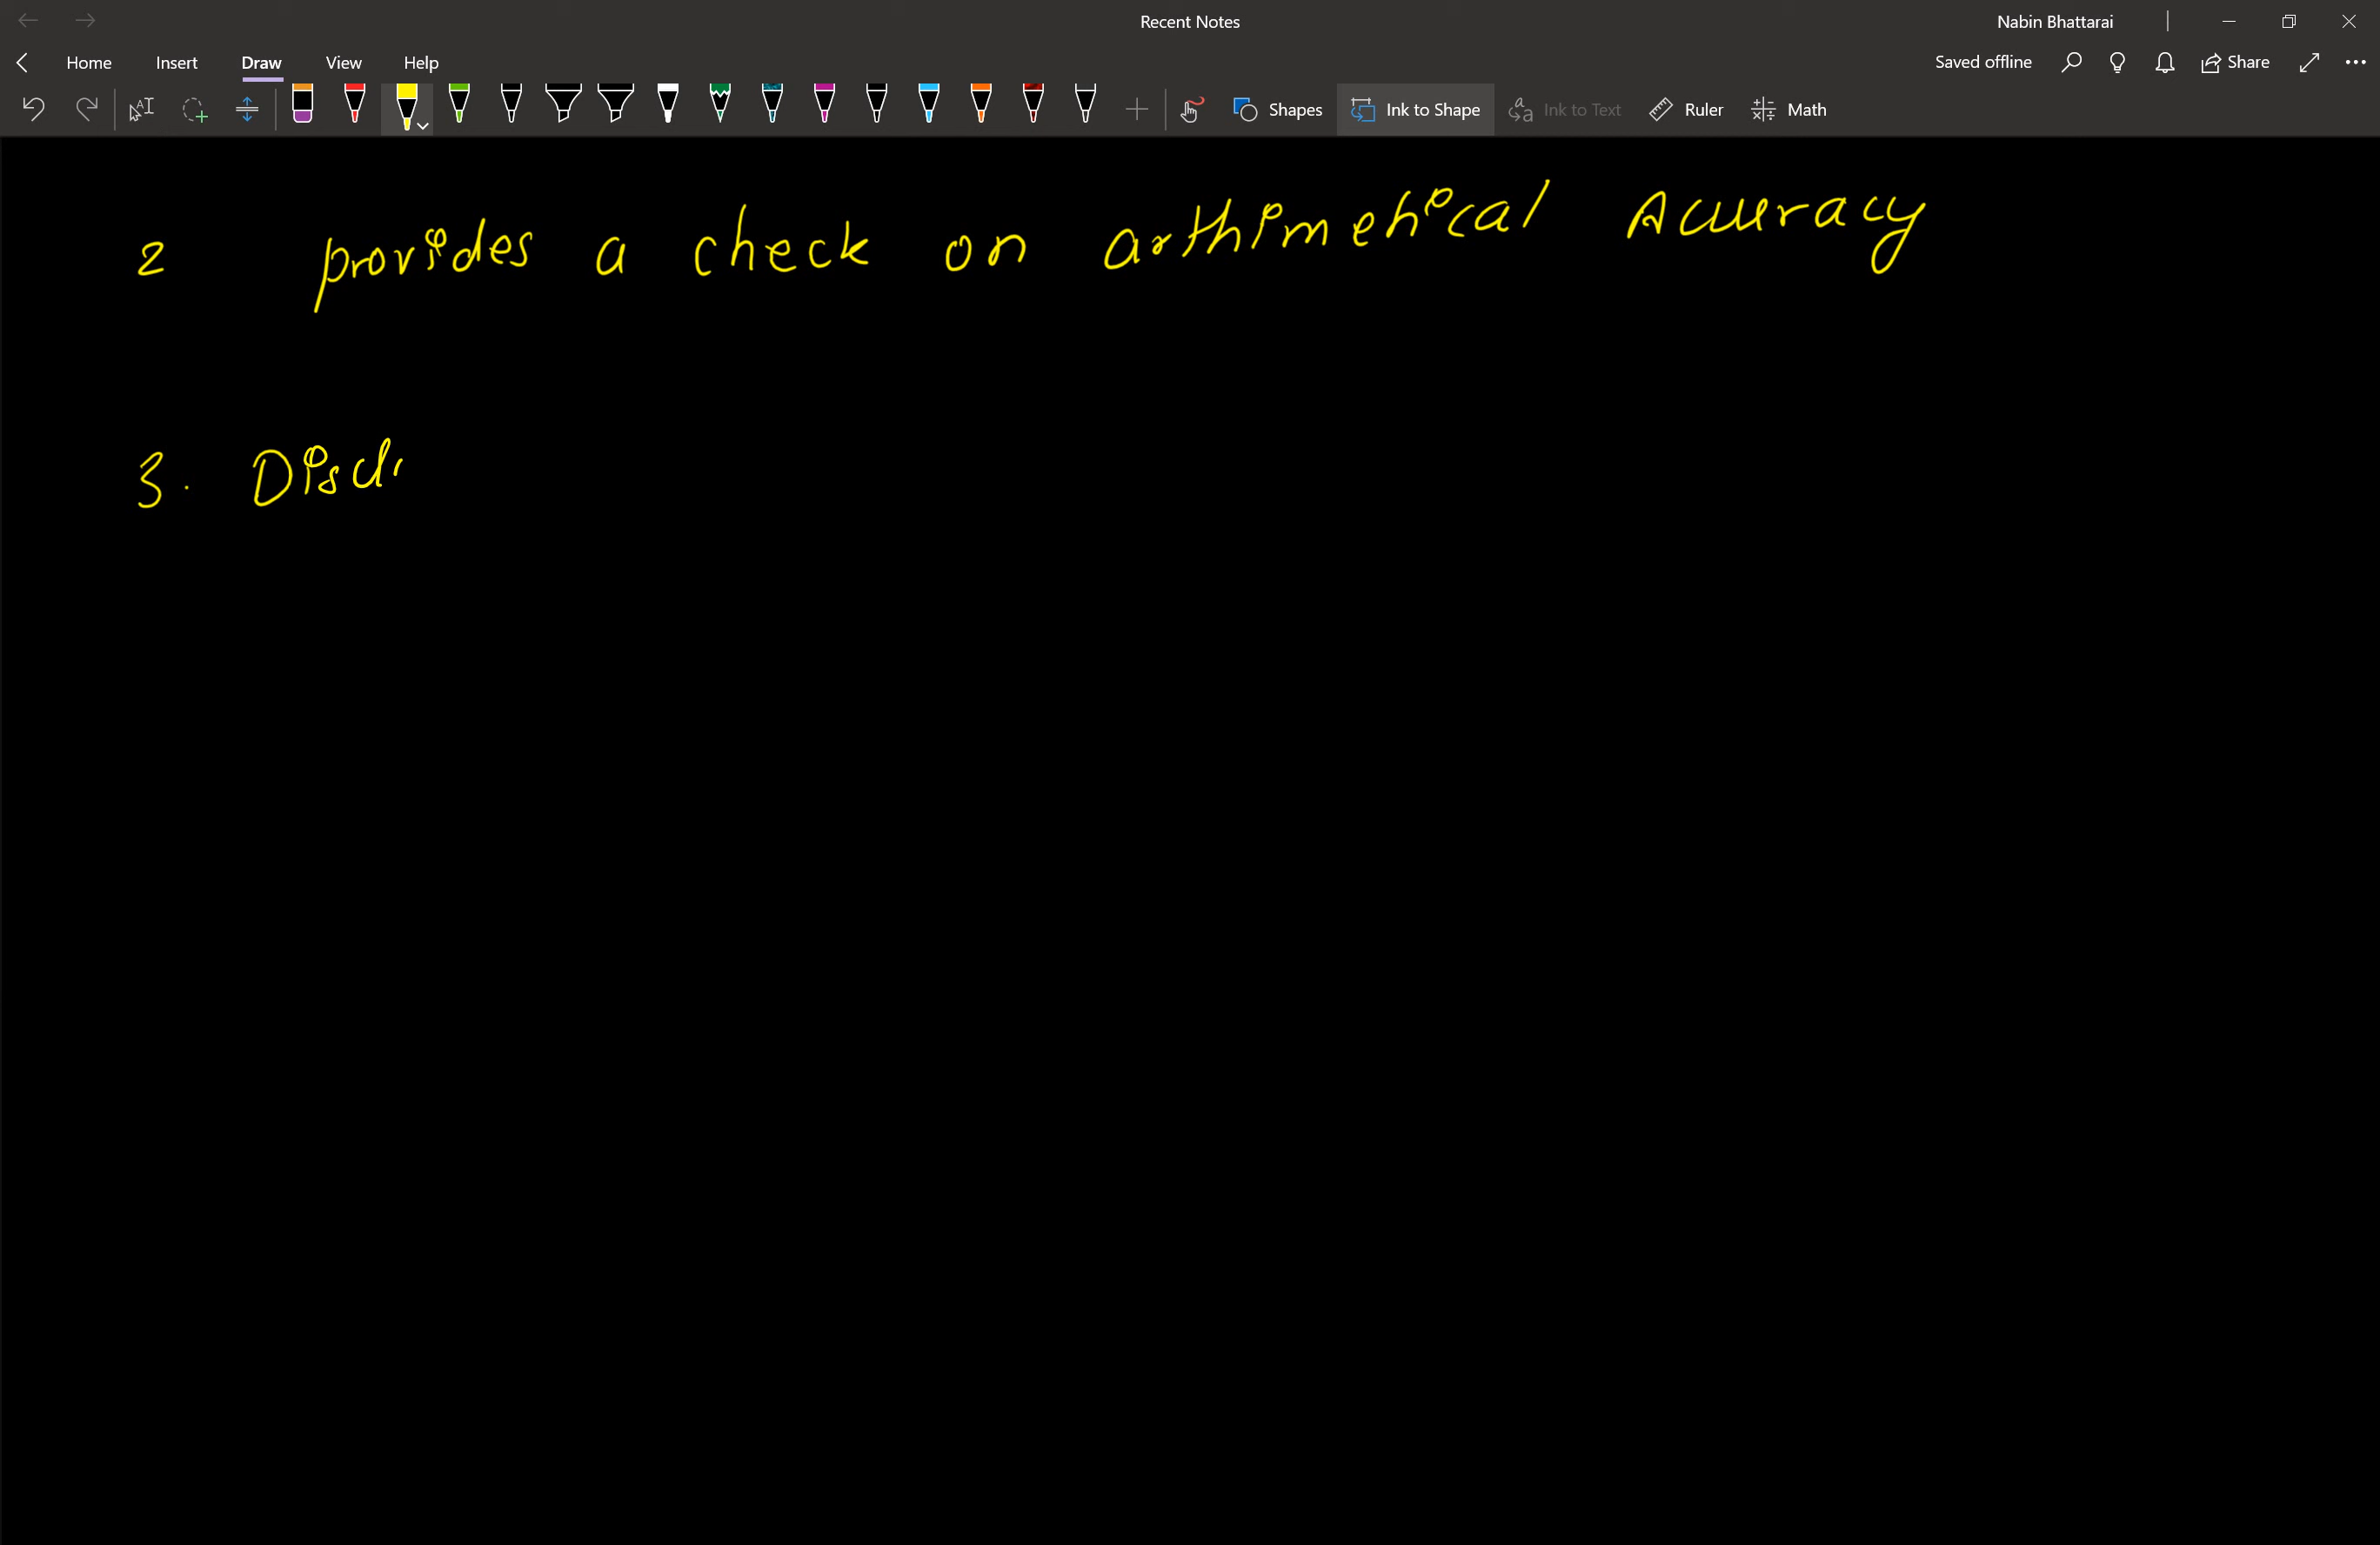 Recent Notes
Nabin Bhattarai
Home Insert Draw View Help
Saved offline
Share
Shapes Ink to Shape Ink to Text Ruler Math
2 provides a check on arthimetical Accuracy
3.